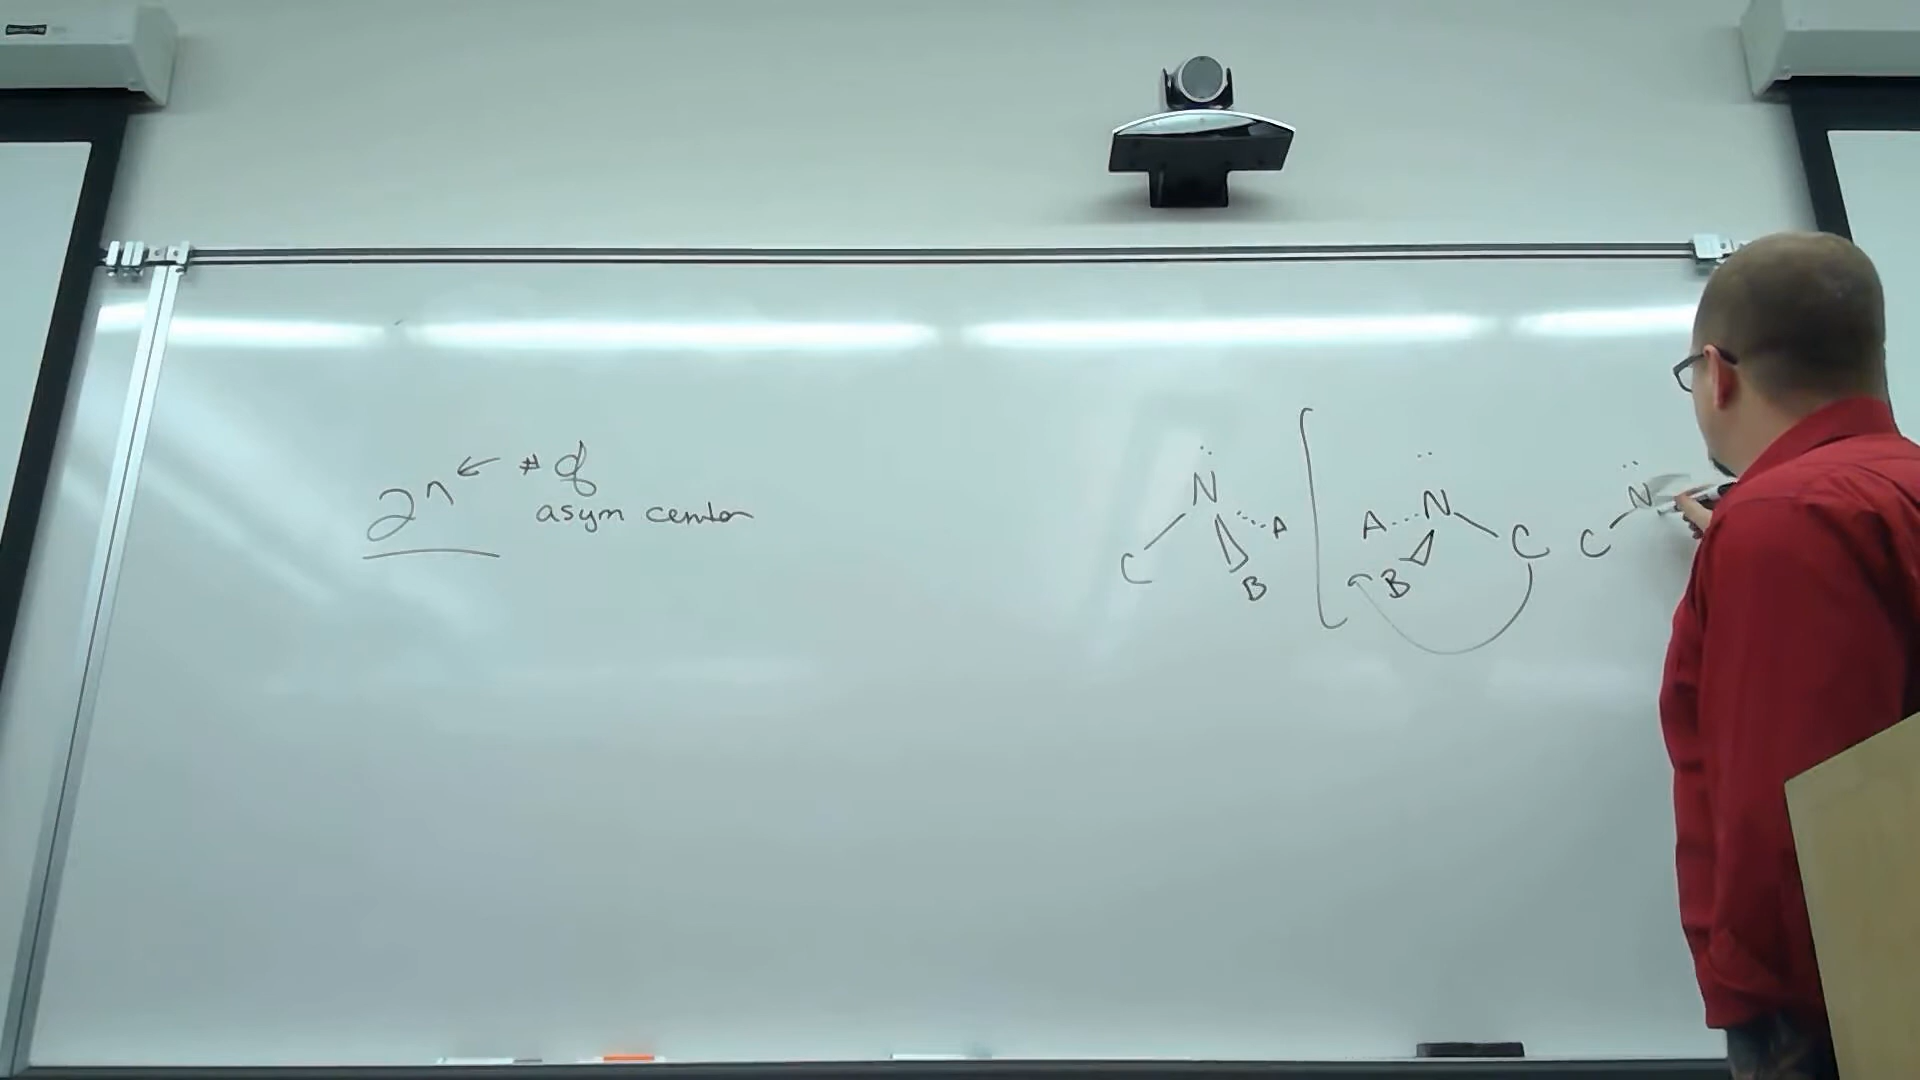 2ⁿ ← # of
asym center
N A B C
A N B C
C N